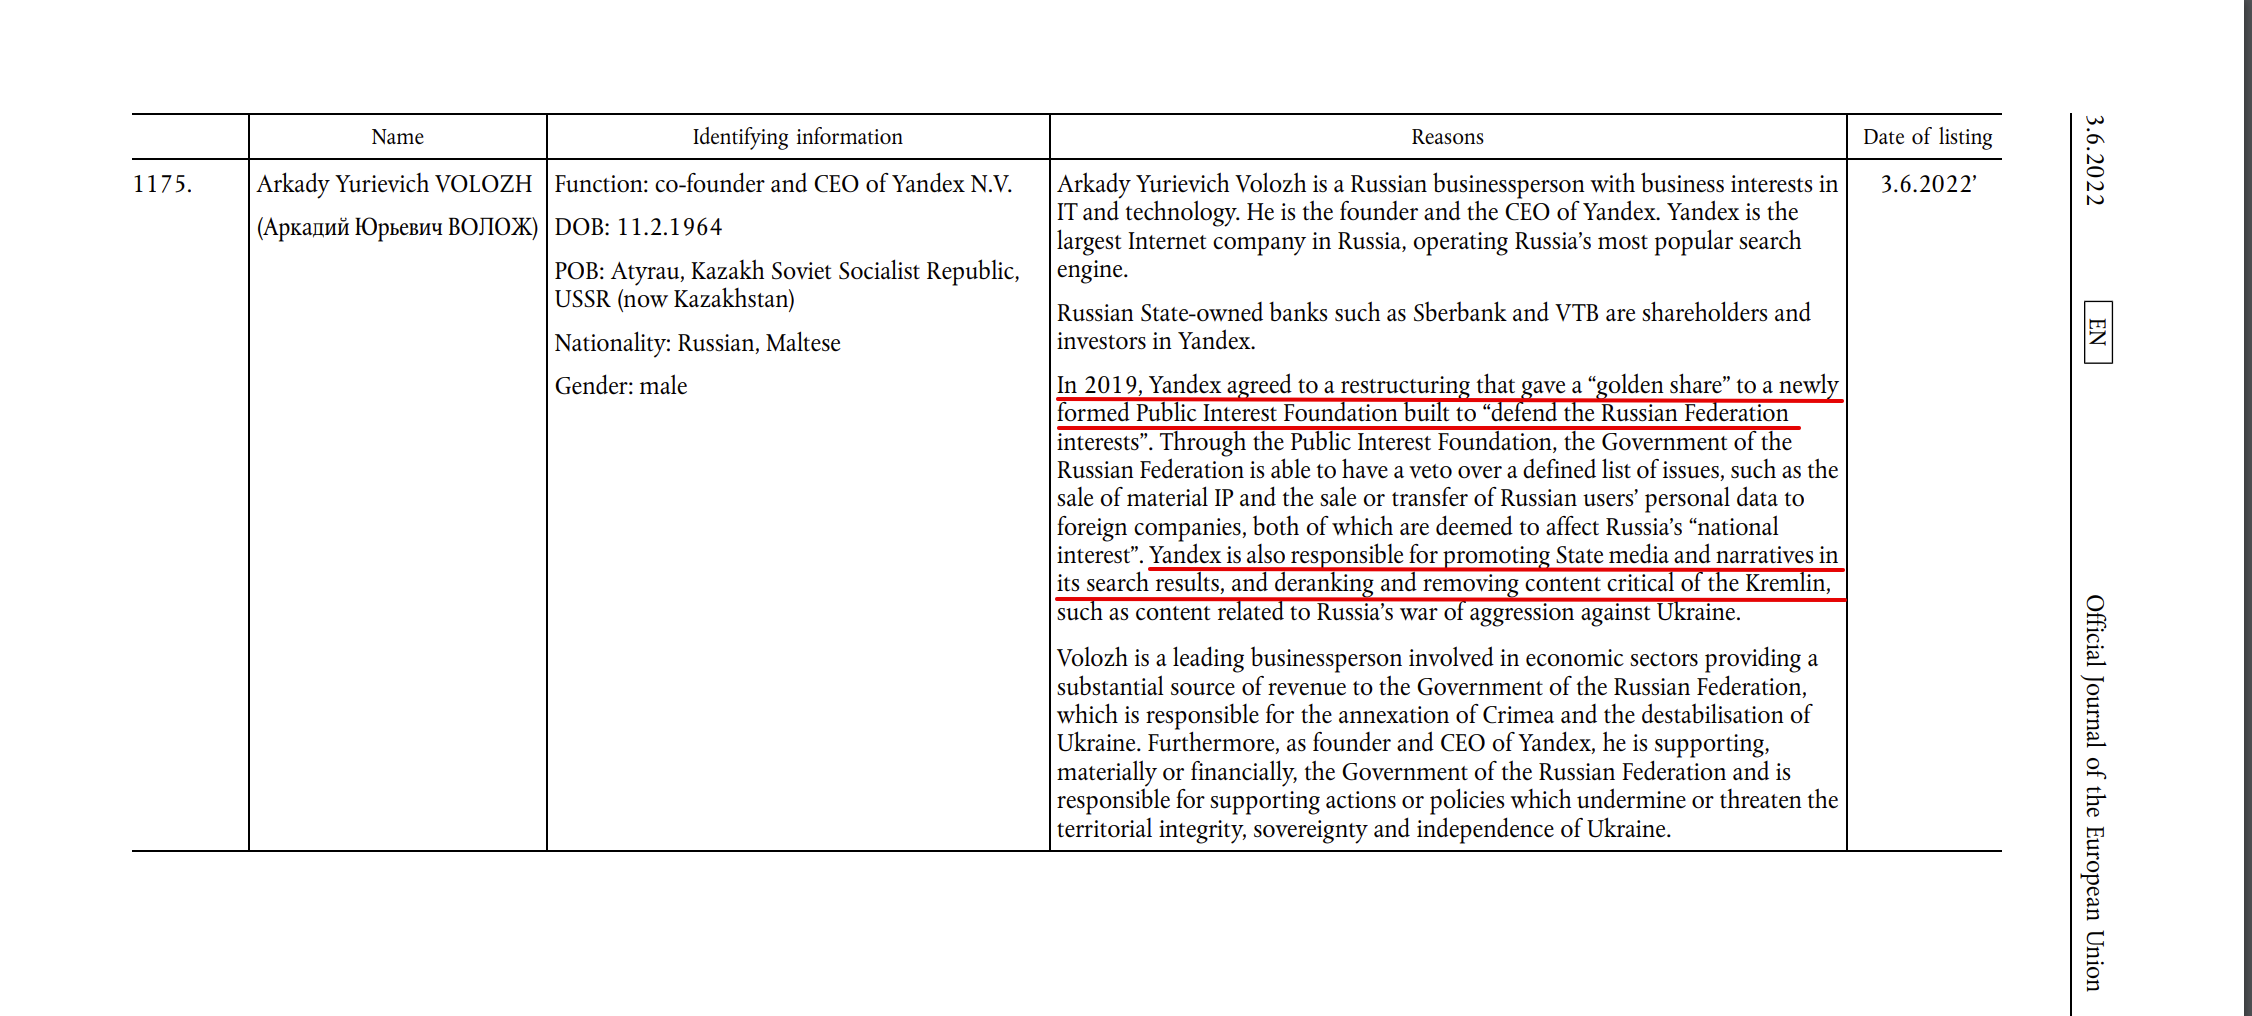 Name
Identifying information
Reasons
Date of listing
1175.
Arkady Yurievich VOLOZH
(Аркадий Юрьевич ВОЛОЖ)
Function: co-founder and CEO of Yandex N.V.
DOB: 11.2.1964
POB: Atyrau, Kazakh Soviet Socialist Republic,
USSR (now Kazakhstan)
Nationality: Russian, Maltese
Gender: male
Arkady Yurievich Volozh is a Russian businessperson with business interests in
IT and technology. He is the founder and the CEO of Yandex. Yandex is the
largest Internet company in Russia, operating Russia’s most popular search
engine.
Russian State-owned banks such as Sberbank and VTB are shareholders and
investors in Yandex.
In 2019, Yandex agreed to a restructuring that gave a “golden share” to a newly
formed Public Interest Foundation built to “defend the Russian Federation
interests”. Through the Public Interest Foundation, the Government of the
Russian Federation is able to have a veto over a defined list of issues, such as the
sale of material IP and the sale or transfer of Russian users’ personal data to
foreign companies, both of which are deemed to affect Russia’s “national
interest”. Yandex is also responsible for promoting State media and narratives in
its search results, and deranking and removing content critical of the Kremlin,
such as content related to Russia’s war of aggression against Ukraine.
Volozh is a leading businessperson involved in economic sectors providing a
substantial source of revenue to the Government of the Russian Federation,
which is responsible for the annexation of Crimea and the destabilisation of
Ukraine. Furthermore, as founder and CEO of Yandex, he is supporting,
materially or financially, the Government of the Russian Federation and is
responsible for supporting actions or policies which undermine or threaten the
territorial integrity, sovereignty and independence of Ukraine.
3.6.2022’
3.6.2022
EN
Official Journal of the European Union